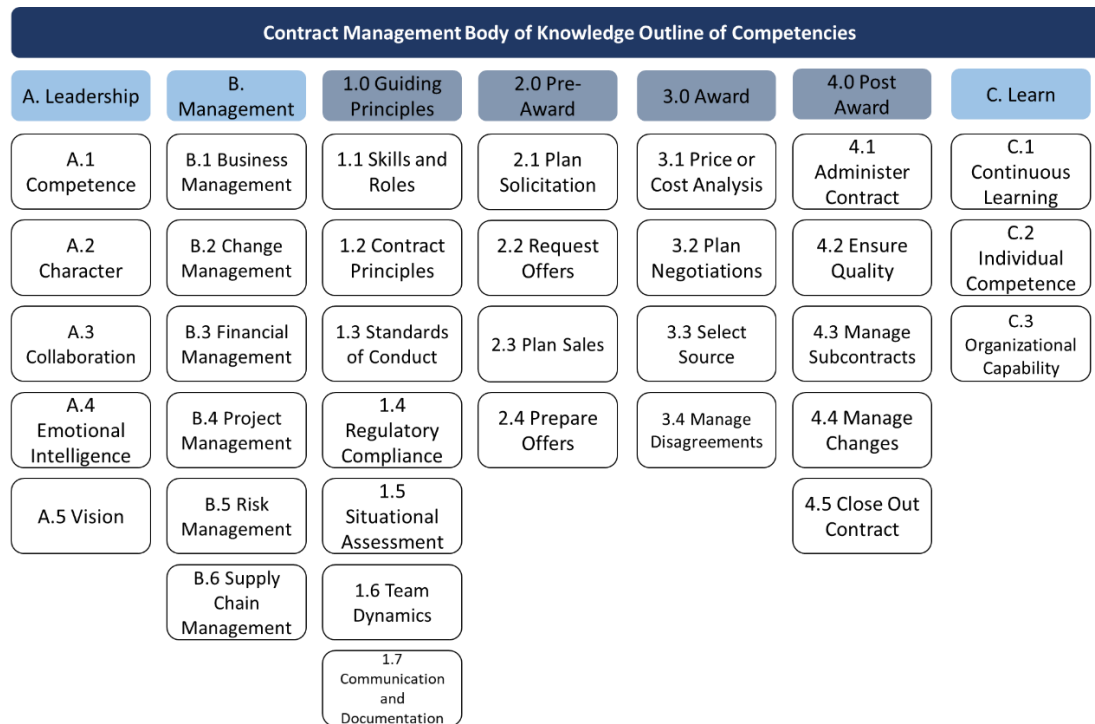 Contract Management Body of Knowledge Outline of Competencies
A. Leadership
A.1
Competence
A.2
Character
A.3
Collaboration
A.4
Emotional
Intelligence
A.5 Vision
B.
Management
B.1 Business
Management
B.2 Change
Management
B.3 Financial
Management
B.4 Project
Management
B.5 Risk
Management
B.6 Supply
Chain
Management
1.0 Guiding
Principles
1.1 Skills and
Roles
1.2 Contract
Principles
1.3 Standards
of Conduct
1.4
Regulatory
Compliance
1.5
Situational
Assessment
1.6 Team
Dynamics
1.7
Communication
and
Documentation
2.0 Pre-
Award
2.1 Plan
Solicitation
2.2 Request
Offers
2.3 Plan Sales
2.4 Prepare
Offers
3.0 Award
3.1 Price or
Cost Analysis
3.2 Plan
Negotiations
3.3 Select
Source
3.4 Manage
Disagreements
4.0 Post
Award
4.1
Administer
Contract
4.2 Ensure
Quality
4.3 Manage
Subcontracts
4.4 Manage
Changes
4.5 Close Out
Contract
C. Learn
C.1
Continuous
Learning
C.2
Individual
Competence
C.3
Organizational
Capability